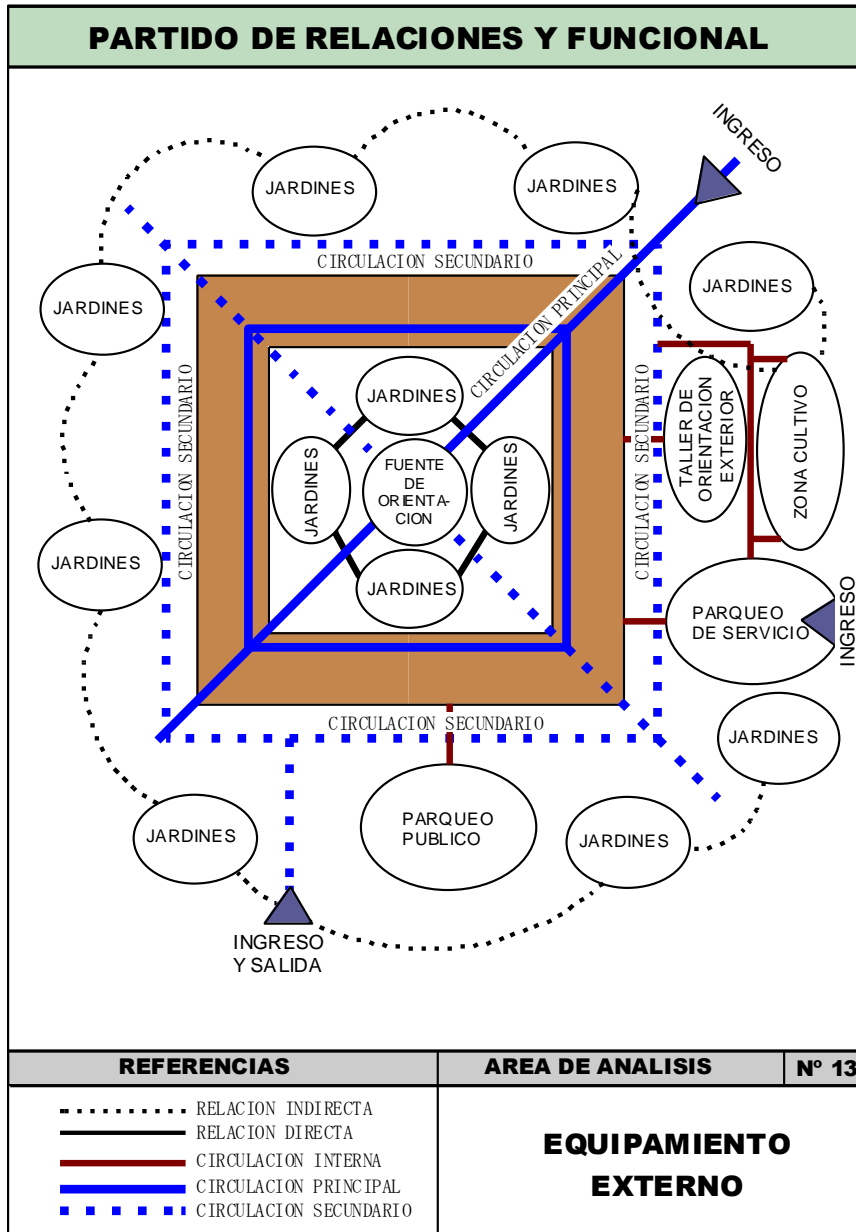 PARTIDO DE RELACIONES Y FUNCIONAL
INGRESO
JARDINES
JARDINES
CIRCULACION SECUNDARIO
CIRCULACION PRINCIPAL
JARDINES
JARDINES
CIRCULACION SECUNDARIO
CIRCULACION SECUNDARIO
JARDINES
JARDINES
FUENTE
DE
ORIENTA-
CION
JARDINES
TALLER DE
ORIENTACION
EXTERIOR
ZONA CULTIVO
JARDINES
JARDINES
PARQUEO
DE SERVICIO
INGRESO
CIRCULACION SECUNDARIO
JARDINES
JARDINES
PARQUEO
PUBLICO
JARDINES
INGRESO
Y SALIDA
REFERENCIAS
AREA DE ANALISIS
Nº 13
RELACION INDIRECTA
RELACION DIRECTA
CIRCULACION INTERNA
CIRCULACION PRINCIPAL
CIRCULACION SECUNDARIO
EQUIPAMIENTO
EXTERNO